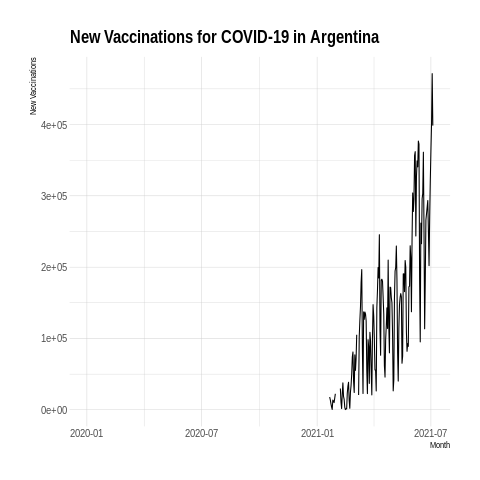 New Vaccinations for COVID-19 in Argentina
New Vaccinations
4e+05
3e+05
2e+05
1e+05
0e+00
2020-01 2020-07 2021-01 2021-07
Month